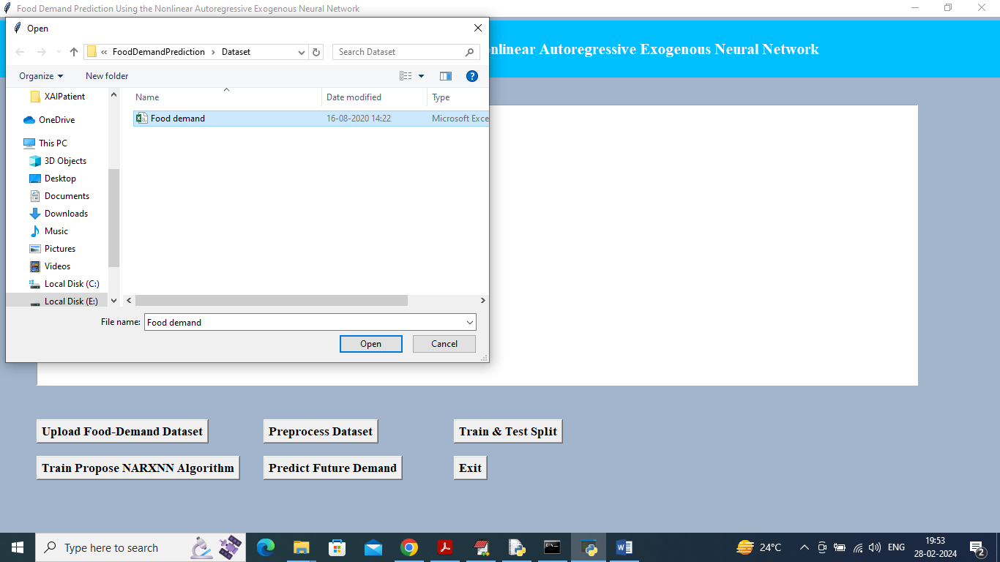 Food Demand Prediction Using the Nonlinear Autoregressive Exogenous Neural Network
Open
« FoodDemandPrediction › Dataset
Search Dataset
nlinear Autoregressive Exogenous Neural Network
Organize
New folder
XAIPatient
OneDrive
This PC
3D Objects
Desktop
Documents
Downloads
Music
Pictures
Videos
Local Disk (C:)
Local Disk (E:)
Name Date modified Type
Food demand 16-08-2020 14:22 Microsoft Exce
File name: Food demand
Open Cancel
Upload Food-Demand Dataset Preprocess Dataset Train & Test Split
Train Propose NARXNN Algorithm Predict Future Demand Exit
Type here to search
24°C
ENG
19:53
28-02-2024
2